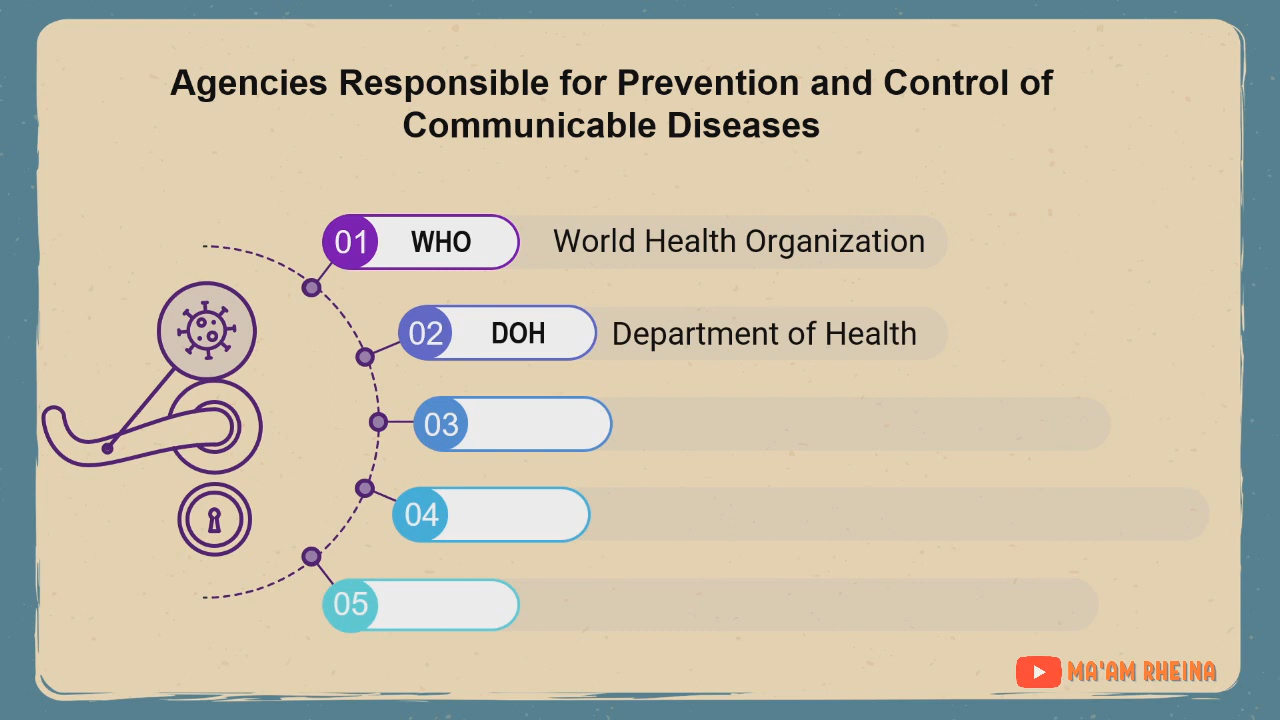 Agencies Responsible for Prevention and Control of
Communicable Diseases
01 WHO World Health Organization
02 DOH Department of Health
03
04
05
MA'AM RHEINA